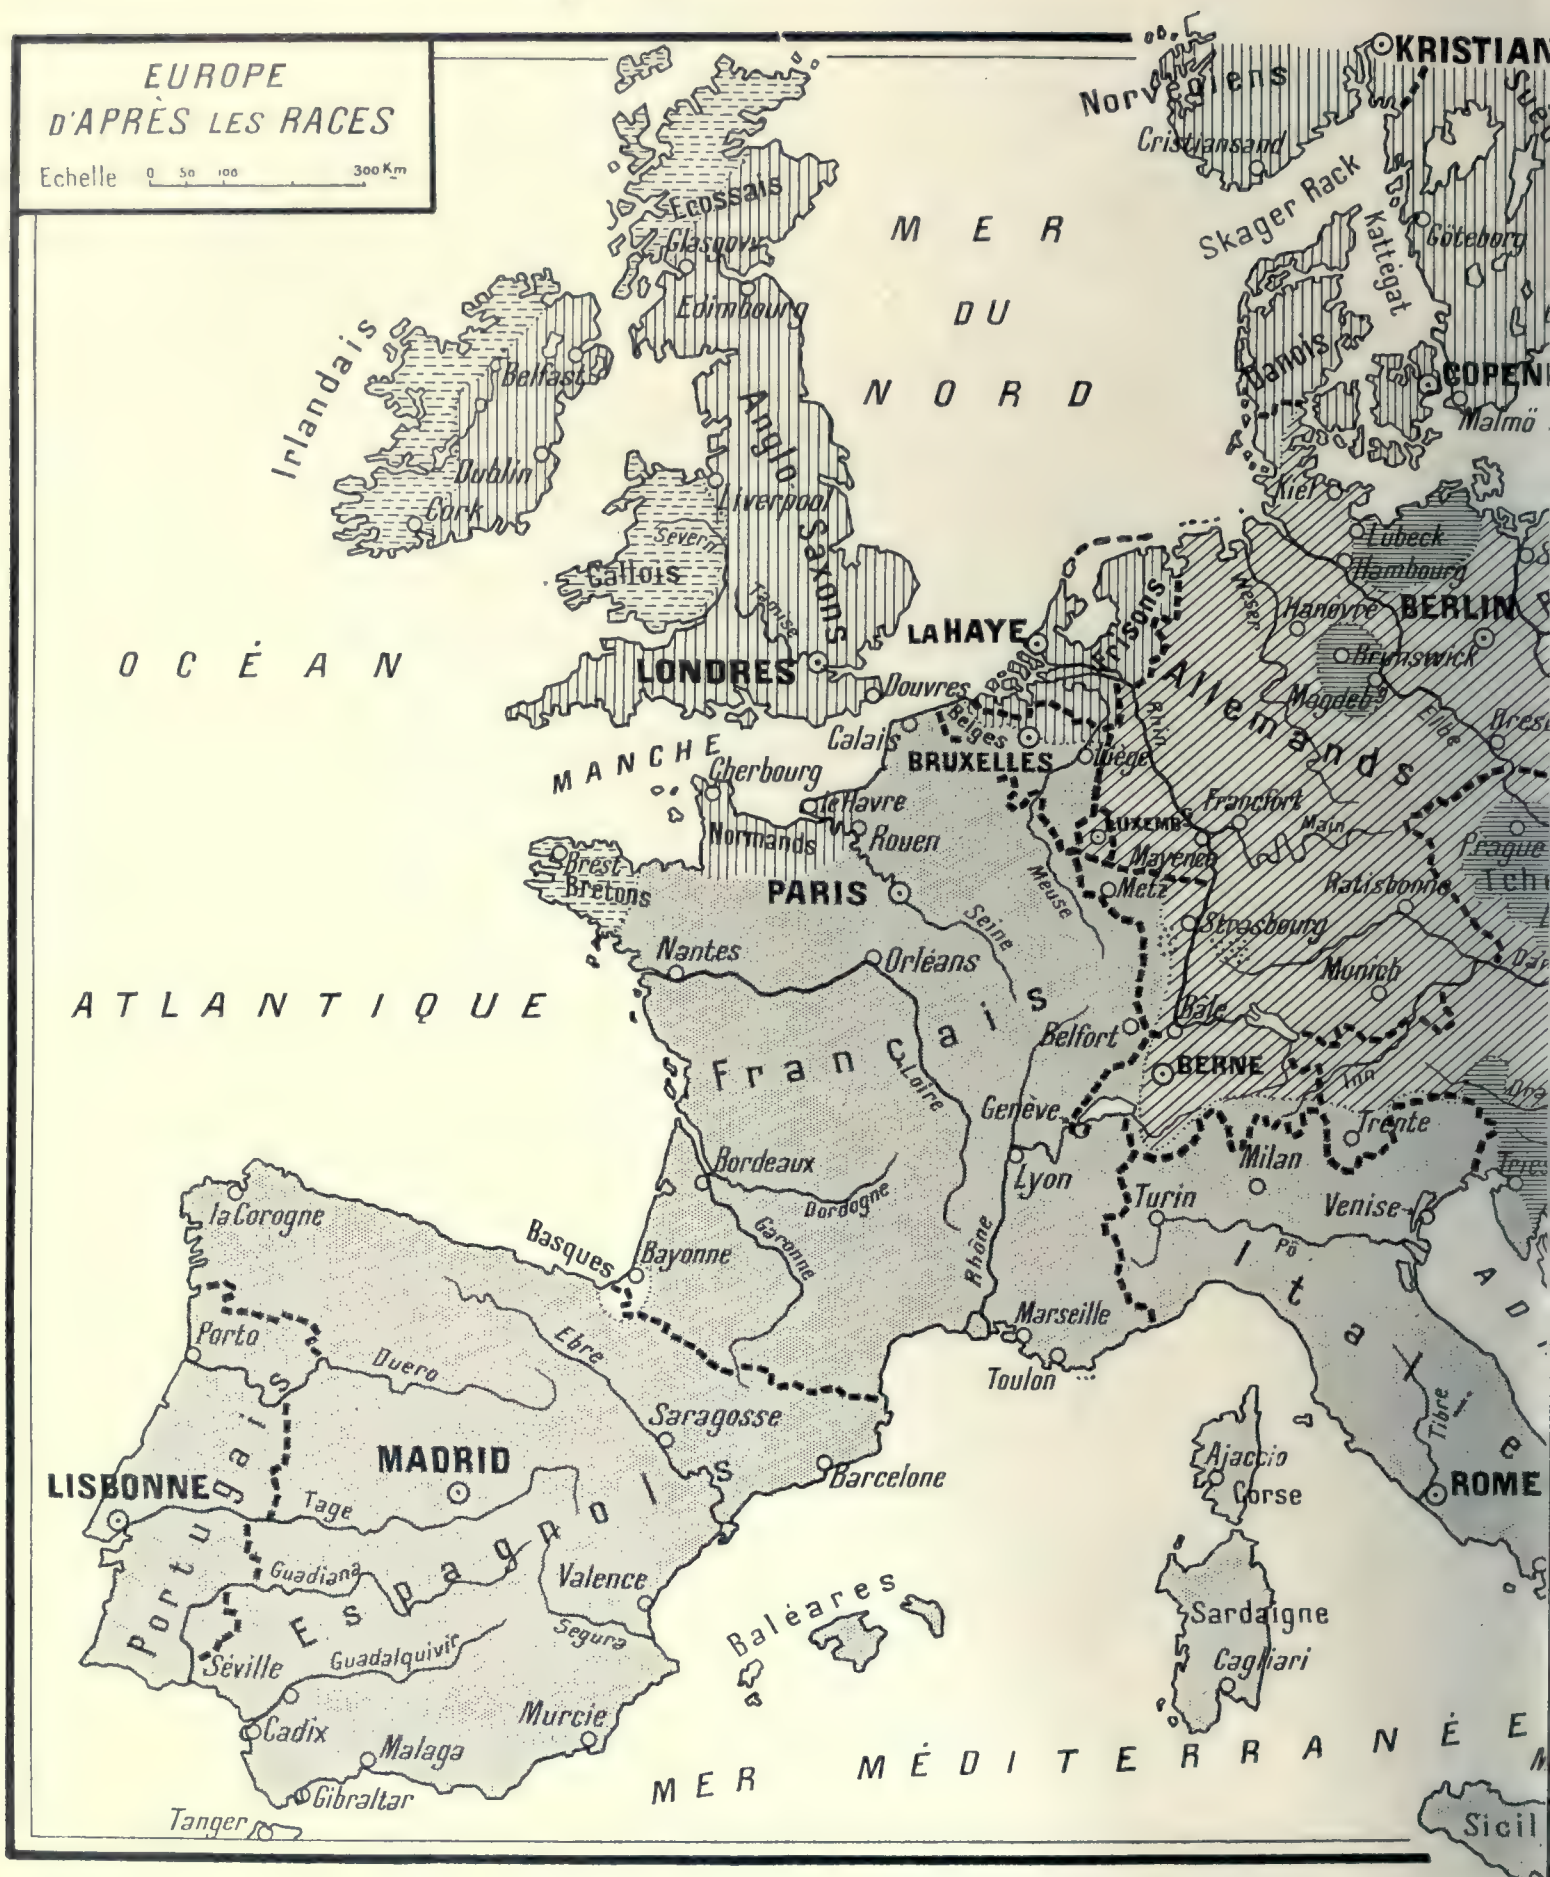 EUROPE
D'APRÈS LES RACES
Echelle 0 50 100 300 Km
KRISTIAN
Norvégiens
Cristiansand
Skager Rack
Kattégat
Göteborg
Ecossais
Glasgow
Edimbourg
MER
DU
NORD
Irlandais
Belfast
Dublin
Cork
Danois
COPEN
Malmö
Anglo
Saxons
Liverpool
Severn
Gallois
Tamise
LONDRES
Douvres
Kiel
Lübeck
Hambourg
Weser
Hanovre
BERLIN
Brunswick
Magdeb
Elbe
LA HAYE
Frisons
Allemands
Rhin
OCÉAN
ATLANTIQUE
MANCHE
Calais
Belges
BRUXELLES
Liège
Cherbourg
le Havre
Rouen
Normands
Brest
Bretons
PARIS
Seine
Meuse
LUXEMBG
Francfort
Main
Mayence
Metz
Prague
Tch
Ratisbonne
Strasbourg
Munich
Nantes
Orléans
Français
Loire
Belfort
Bâle
BERNE
Inn
Genève
Trente
Lyon
Milan
Turin
Venise
Pô
Bordeaux
Dordogne
Garonne
Rhône
la Corogne
Basques
Bayonne
Marseille
Toulon
Italie
AD
Porto
Duero
Ebre
Saragosse
Barcelone
Tibre
ROME
MADRID
LISBONNE
Tage
Portugais
Espagnols
Guadiana
Valence
Segura
Guadalquivir
Séville
Baléares
Ajaccio
Corse
Sardaigne
Cagliari
Murcie
Cadix
Malaga
Gibraltar
Tanger
MER MÉDITERRANÉE
Sicil